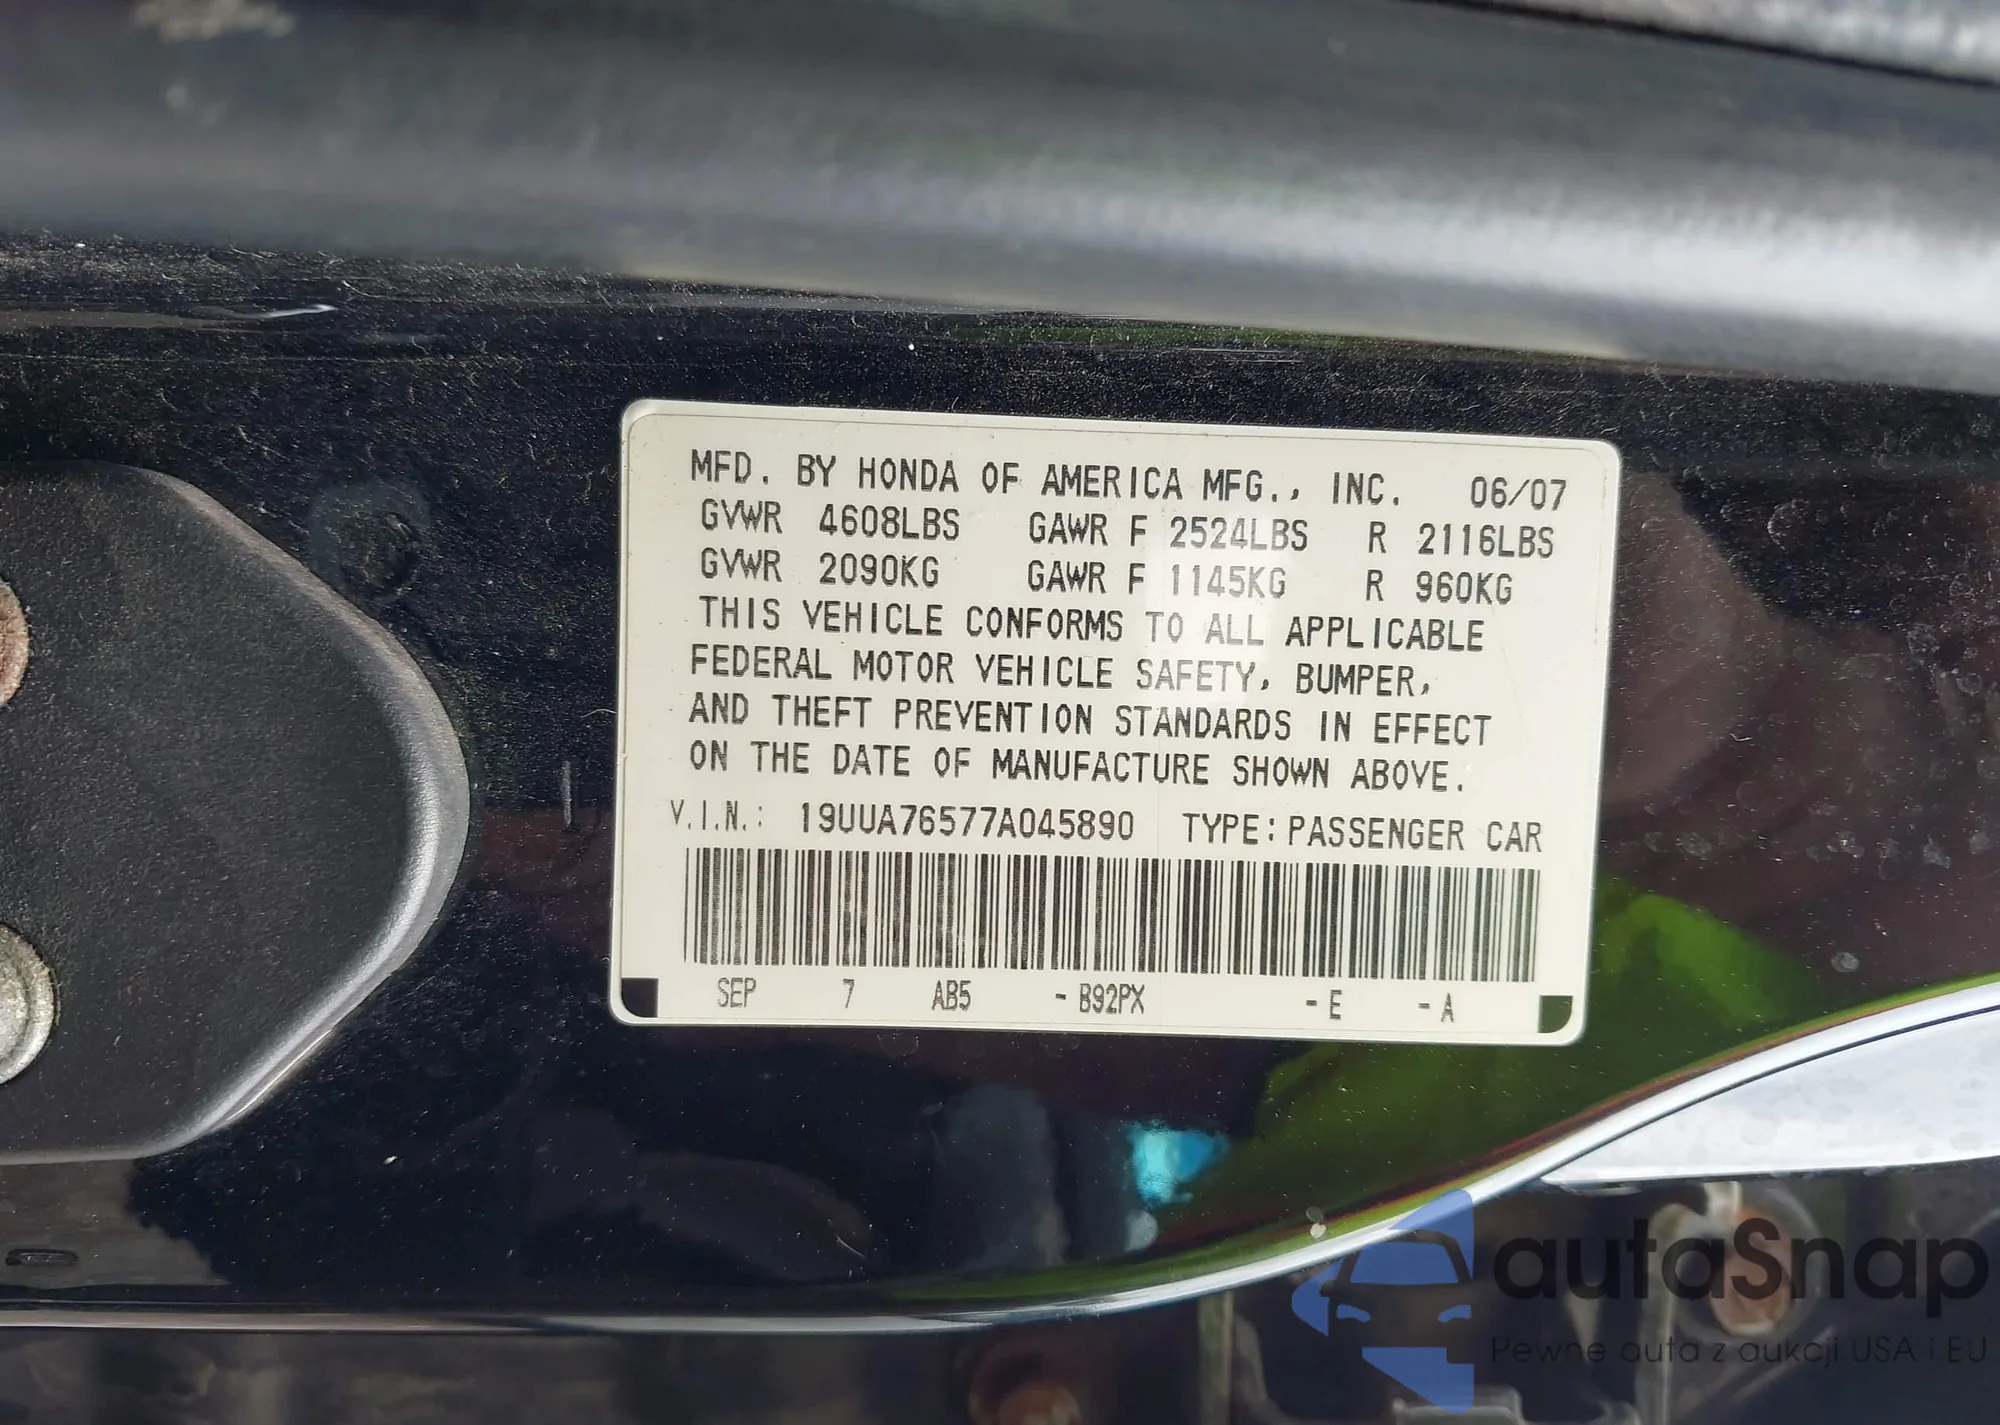 MFD. BY HONDA OF AMERICA MFG., INC. 06/07
GVWR 4608LBS GAWR F 2524LBS R 2116LBS
GVWR 2090KG GAWR F 1145KG R 960KG
THIS VEHICLE CONFORMS TO ALL APPLICABLE
FEDERAL MOTOR VEHICLE SAFETY, BUMPER,
AND THEFT PREVENTION STANDARDS IN EFFECT
ON THE DATE OF MANUFACTURE SHOWN ABOVE.
V.I.N.: 19UUA76577A045890 TYPE: PASSENGER CAR
SEP 7 AB5 - B92PX - E - A
autaSnap
Pewne auta z aukcji USA i EU